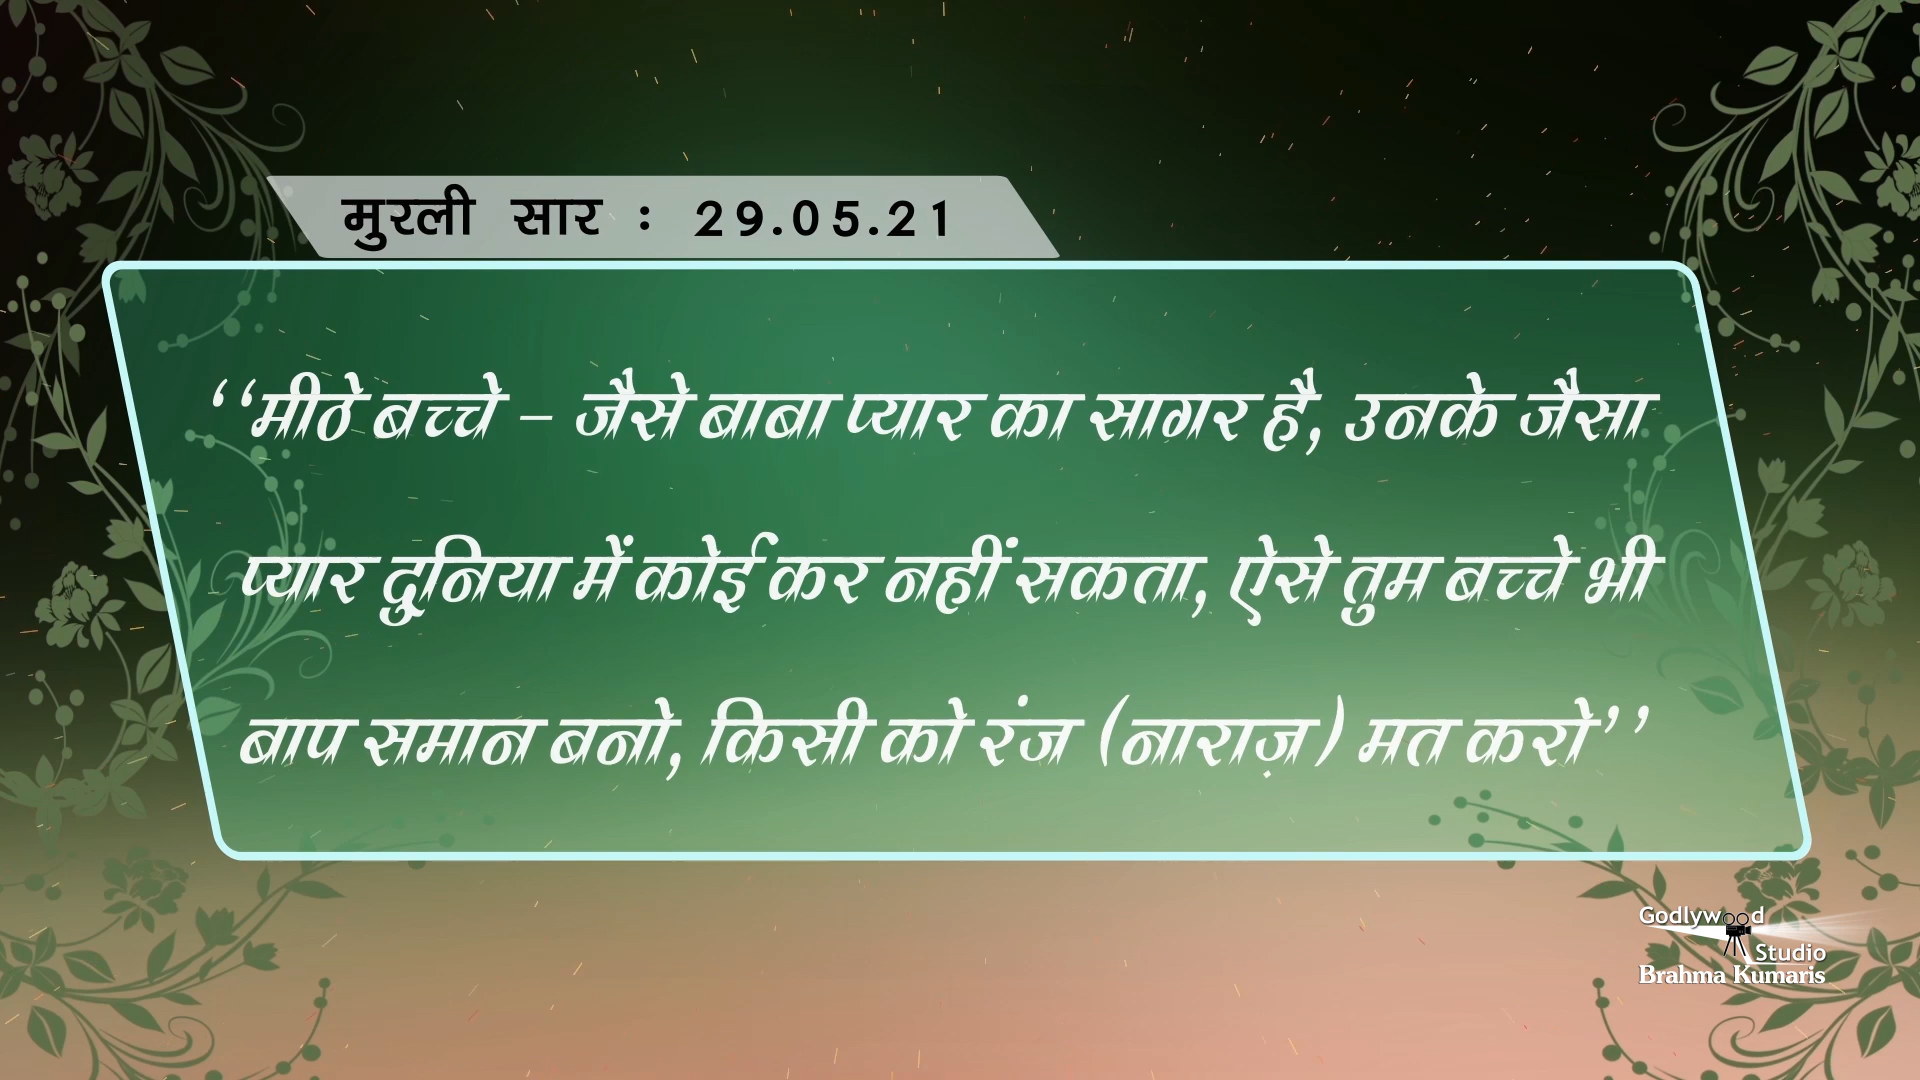 मुरली सार : 29.05.21
‘‘मीठे बच्चे – जैसे बाबा प्यार का सागर है, उनके जैसा
प्यार दुनिया में कोई कर नहीं सकता, ऐसे तुम बच्चे भी
बाप समान बनो, किसी को रंज (नाराज़) मत करो’’
Godlywood
Studio
Brahma Kumaris